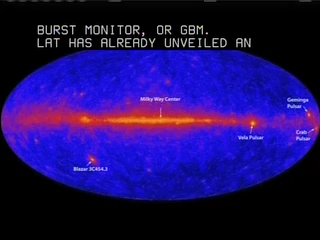 BURST MONITOR, OR GBM.
LAT HAS ALREADY UNVEILED AN
Milky Way Center
Geminga
Pulsar
Vela Pulsar
Crab
Pulsar
Blazar 3C454.3